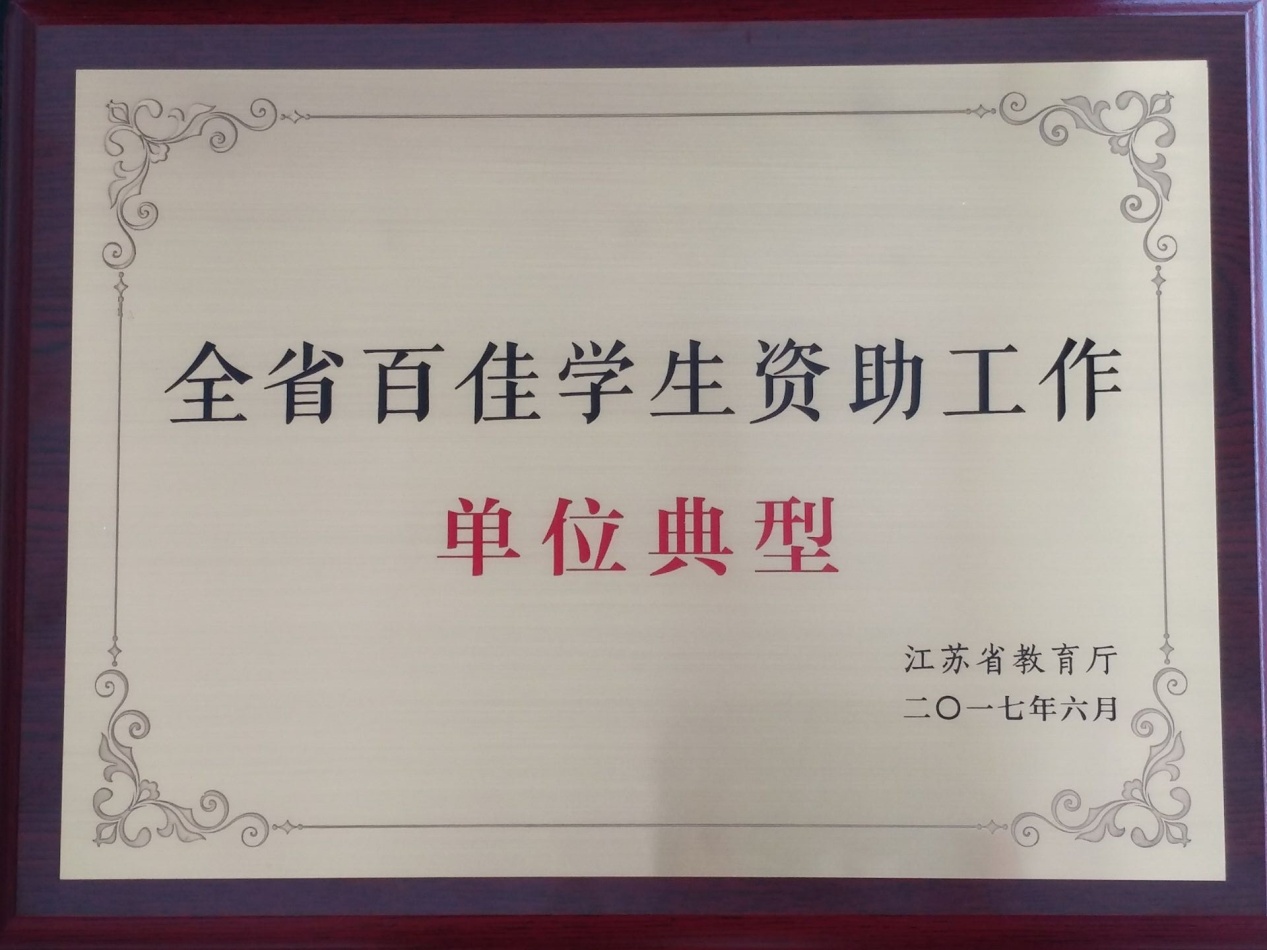 全省百佳学生资助工作
单位典型
江苏省教育厅
二〇一七年六月